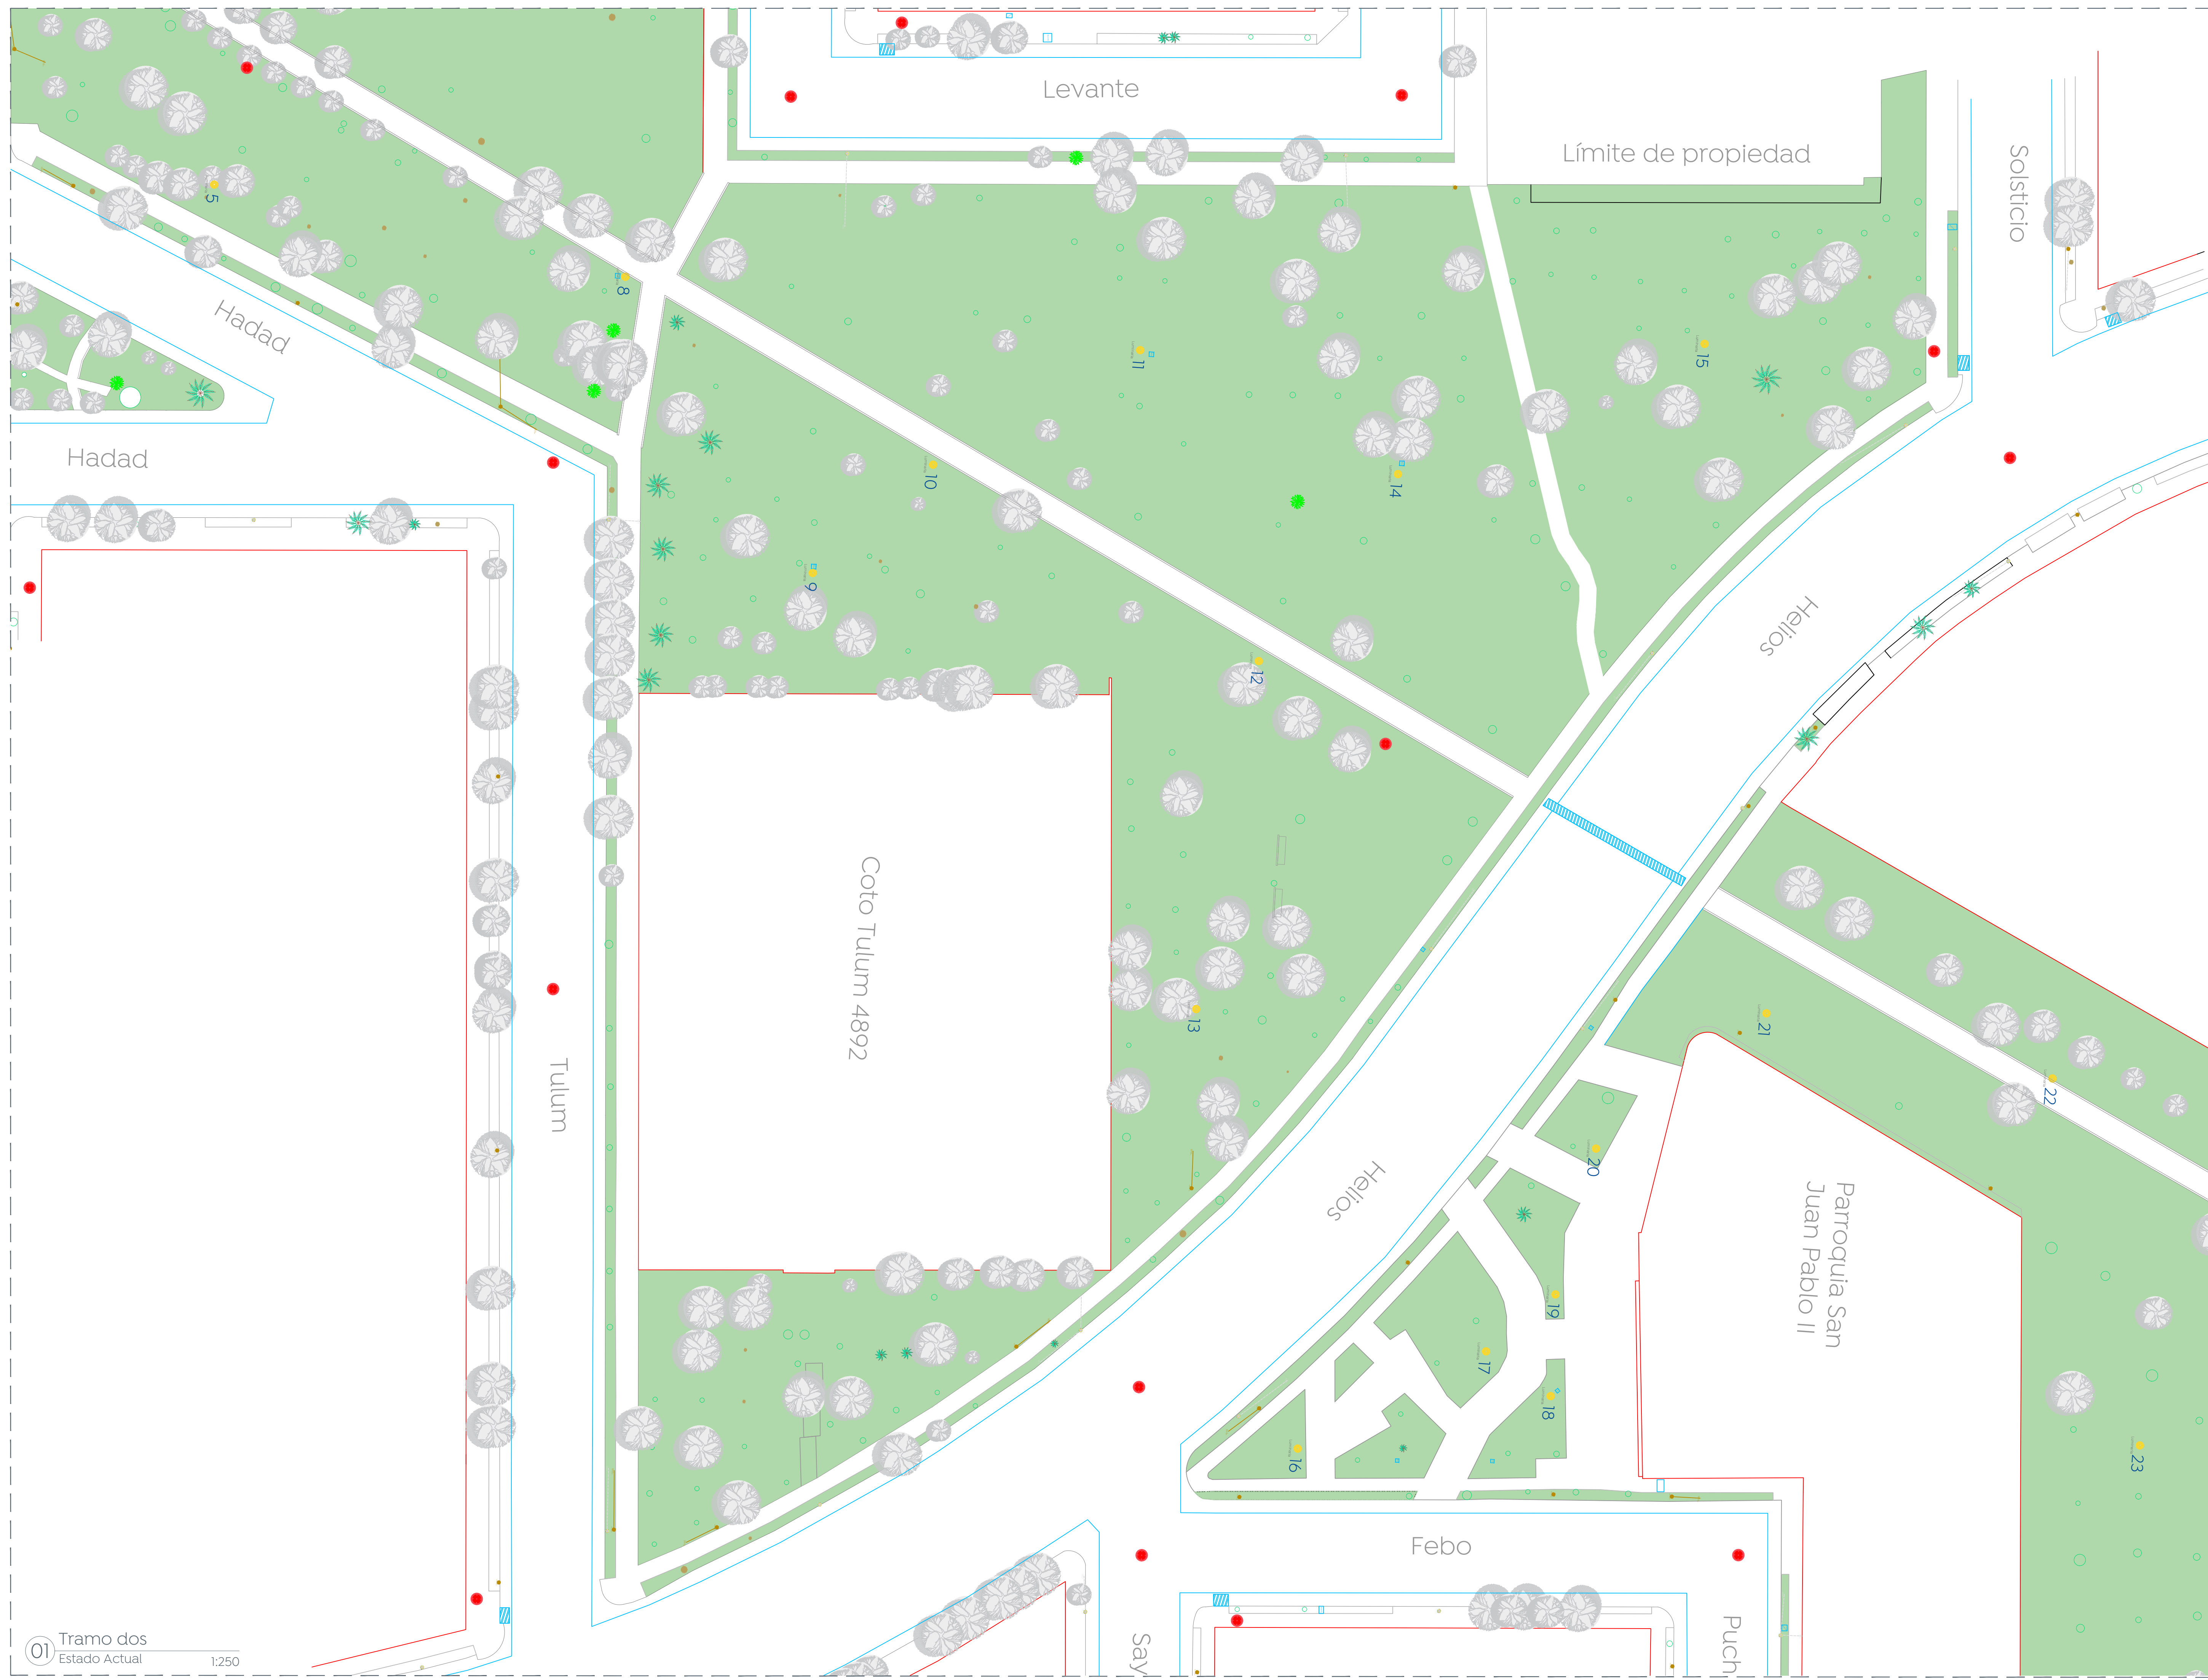 Levante
Límite de propiedad
Solsticio
5
8
Hadad
11
15
Hadad
10
14
9
Helios
12
Coto Tulum 4892
13
21
Tulum
22
20
Helios
Parroquia San
Juan Pablo II
19
17
18
16
23
Febo
Say
Puch
01
Tramo dos
Estado Actual
1:250